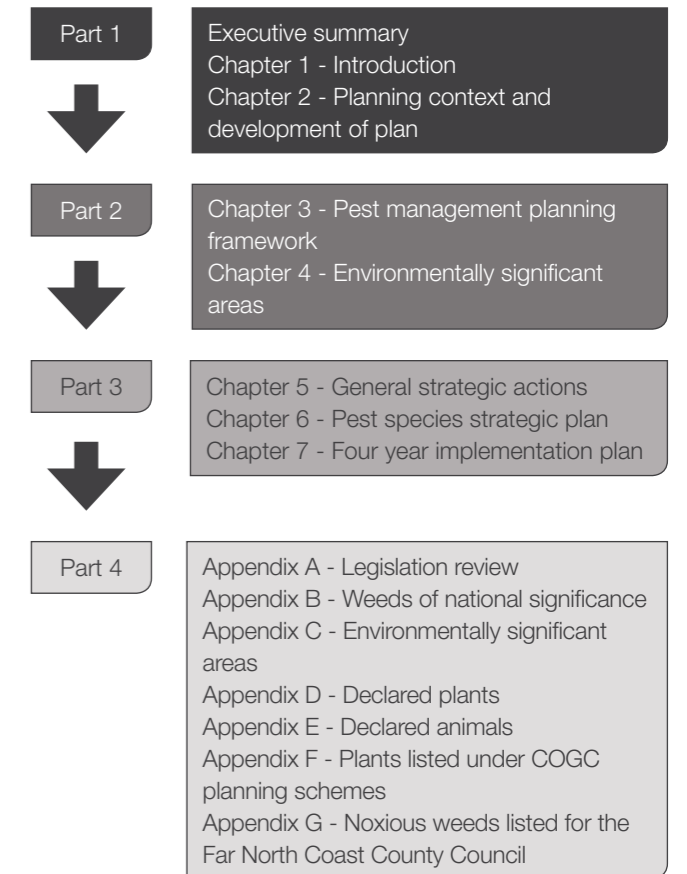 Part 1
Executive summary
Chapter 1 - Introduction
Chapter 2 - Planning context and
development of plan
Part 2
Chapter 3 - Pest management planning
framework
Chapter 4 - Environmentally significant
areas
Part 3
Chapter 5 - General strategic actions
Chapter 6 - Pest species strategic plan
Chapter 7 - Four year implementation plan
Part 4
Appendix A - Legislation review
Appendix B - Weeds of national significance
Appendix C - Environmentally significant
areas
Appendix D - Declared plants
Appendix E - Declared animals
Appendix F - Plants listed under COGC
planning schemes
Appendix G - Noxious weeds listed for the
Far North Coast County Council